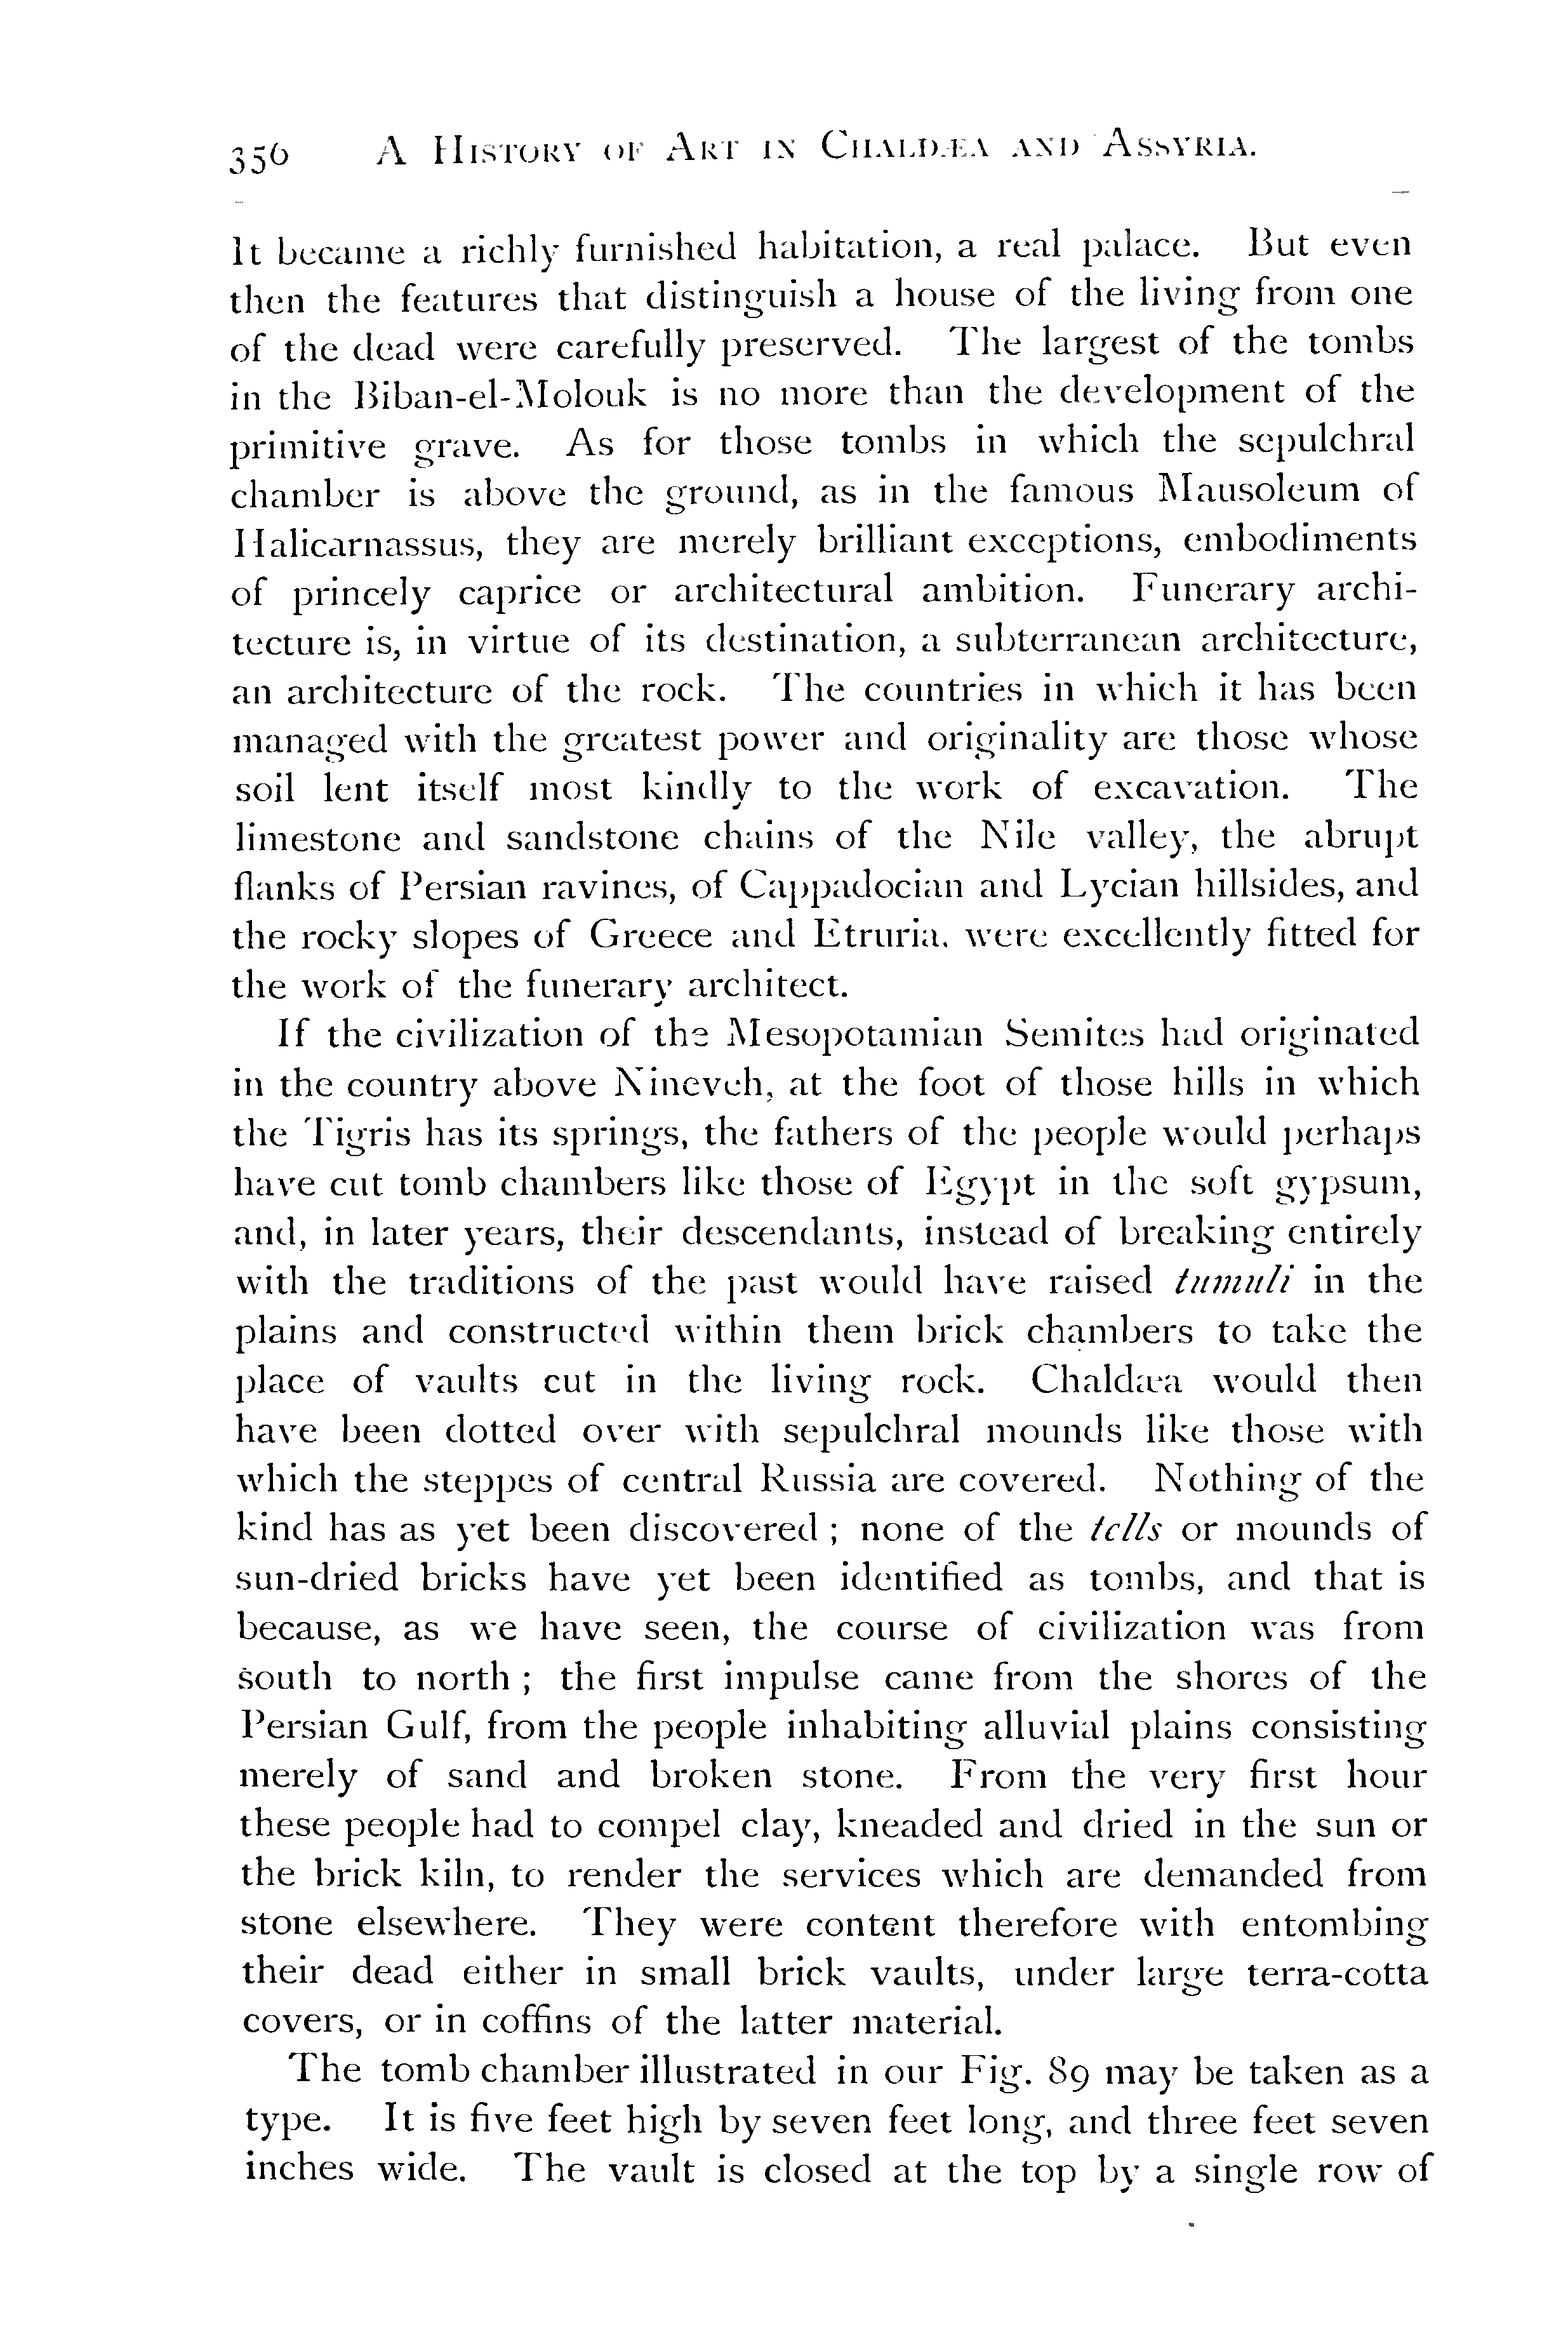 350 A History of Art in Chaldæa and Assyria.
It became a richly furnished habitation, a real palace. But even
then the features that distinguish a house of the living from one
of the dead were carefully preserved. The largest of the tombs
in the Biban-el-Molouk is no more than the development of the
primitive grave. As for those tombs in which the sepulchral
chamber is above the ground, as in the famous Mausoleum of
Halicarnassus, they are merely brilliant exceptions, embodiments
of princely caprice or architectural ambition. Funerary archi-
tecture is, in virtue of its destination, a subterranean architecture,
an architecture of the rock. The countries in which it has been
managed with the greatest power and originality are those whose
soil lent itself most kindly to the work of excavation. The
limestone and sandstone chains of the Nile valley, the abrupt
flanks of Persian ravines, of Cappadocian and Lycian hillsides, and
the rocky slopes of Greece and Etruria, were excellently fitted for
the work of the funerary architect.
If the civilization of the Mesopotamian Semites had originated
in the country above Nineveh, at the foot of those hills in which
the Tigris has its springs, the fathers of the people would perhaps
have cut tomb chambers like those of Egypt in the soft gypsum,
and, in later years, their descendants, instead of breaking entirely
with the traditions of the past would have raised tumuli in the
plains and constructed within them brick chambers to take the
place of vaults cut in the living rock. Chaldæa would then
have been dotted over with sepulchral mounds like those with
which the steppes of central Russia are covered. Nothing of the
kind has as yet been discovered ; none of the tells or mounds of
sun-dried bricks have yet been identified as tombs, and that is
because, as we have seen, the course of civilization was from
south to north ; the first impulse came from the shores of the
Persian Gulf, from the people inhabiting alluvial plains consisting
merely of sand and broken stone. From the very first hour
these people had to compel clay, kneaded and dried in the sun or
the brick kiln, to render the services which are demanded from
stone elsewhere. They were content therefore with entombing
their dead either in small brick vaults, under large terra-cotta
covers, or in coffins of the latter material.
The tomb chamber illustrated in our Fig. 89 may be taken as a
type. It is five feet high by seven feet long, and three feet seven
inches wide. The vault is closed at the top by a single row of